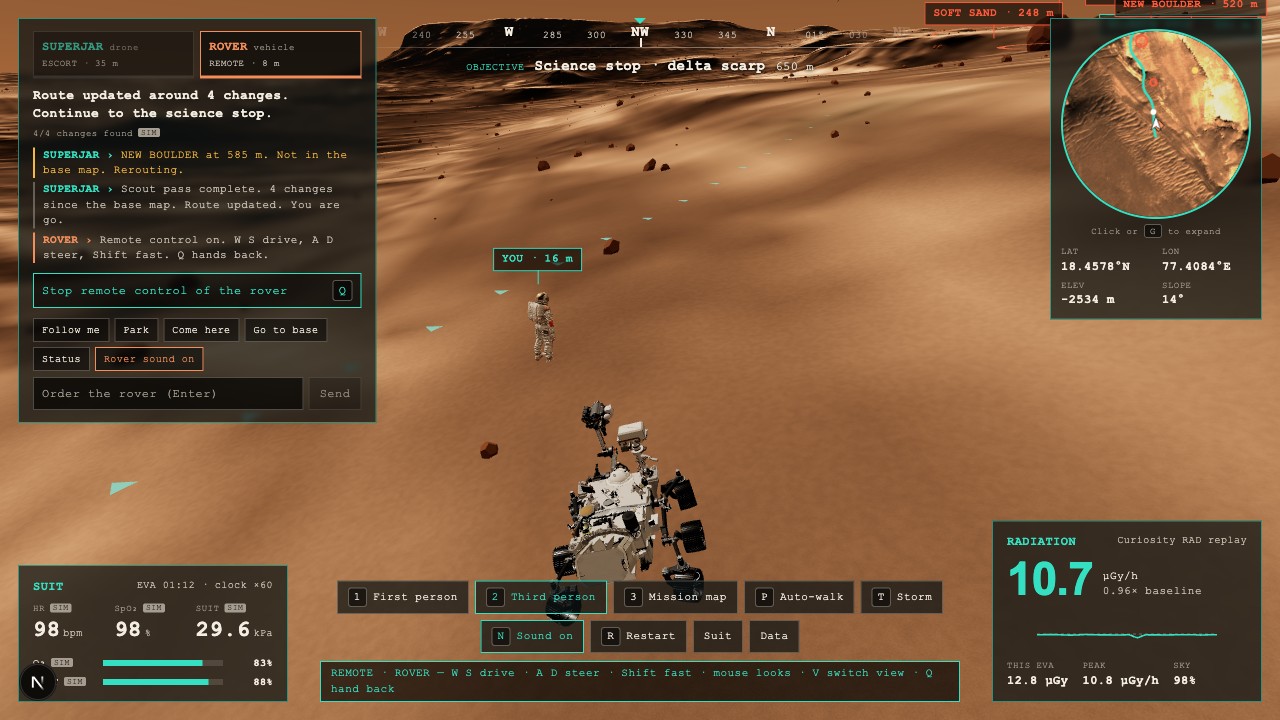 SOFT SAND · 248 m
NEW BOULDER · 520 m
W 240 255 W 285 300 NW 330 345 N 015 030
OBJECTIVE Science stop · delta scarp 650 m
SUPERJAR drone
ESCORT · 35 m
ROVER vehicle
REMOTE · 8 m
Route updated around 4 changes.
Continue to the science stop.
4/4 changes found SIM
SUPERJAR › NEW BOULDER at 585 m. Not in the
base map. Rerouting.
SUPERJAR › Scout pass complete. 4 changes
since the base map. Route updated. You are
go.
ROVER › Remote control on. W S drive, A D
steer, Shift fast. Q hands back.
Stop remote control of the rover Q
Follow me
Park
Come here
Go to base
Status
Rover sound on
Order the rover (Enter)
Send
YOU · 16 m
Click or G to expand
LAT LON
18.4578°N 77.4084°E
ELEV SLOPE
−2534 m 14°
SUIT EVA 01:12 · clock ×60
HR SIM SpO₂ SIM SUIT SIM
98 bpm 98 % 29.6 kPa
SIM 83%
SIM 88%
N
1 First person
2 Third person
3 Mission map
P Auto-walk
T Storm
N Sound on
R Restart
Suit
Data
REMOTE · ROVER — W S drive · A D steer · Shift fast · mouse looks · V switch view · Q
hand back
RADIATION Curiosity RAD replay
10.7 µGy/h
0.96× baseline
THIS EVA PEAK SKY
12.8 µGy 10.8 µGy/h 98%